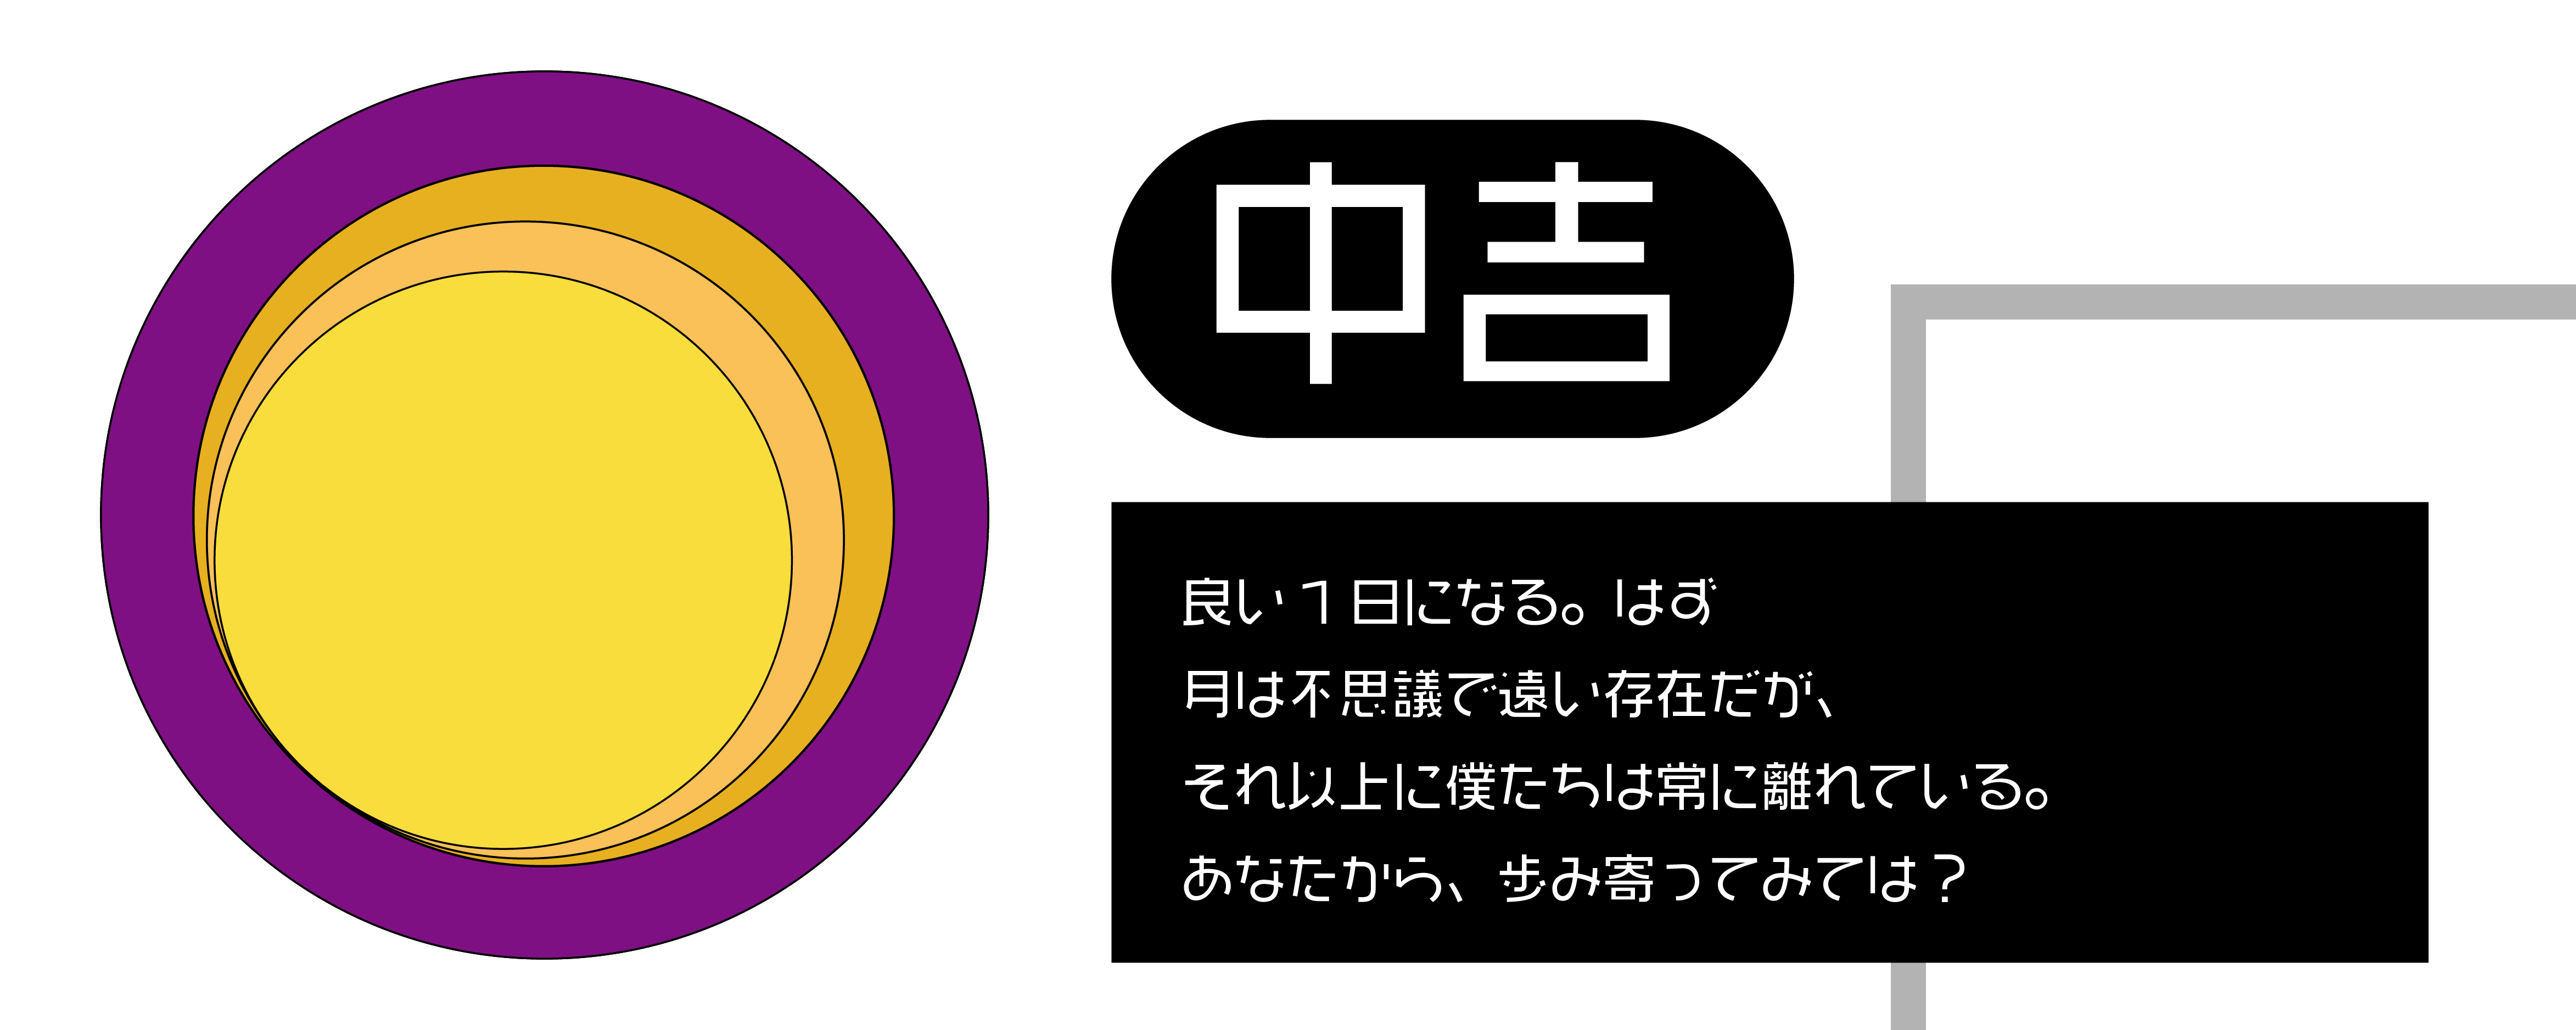 中吉
良い１日になる。はず
月は不思議で遠い存在だが、
それ以上に僕たちは常に離れている。
あなたから、歩み寄ってみては？